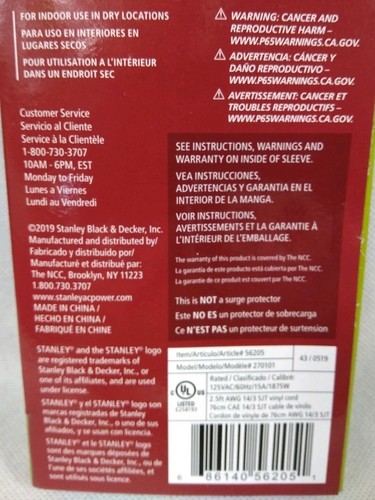 FOR INDOOR USE IN DRY LOCATIONS
PARA USO EN INTERIORES EN
LUGARES SECOS
POUR UTILISATION A L'INTÉRIEUR
DANS UN ENDROIT SEC
⚠ WARNING: CANCER AND
REPRODUCTIVE HARM –
WWW.P65WARNINGS.CA.GOV.
⚠ ADVERTENCIA: CÁNCER Y
DAÑO REPRODUCTIVO –
WWW.P65WARNINGS.CA.GOV.
⚠ AVERTISSEMENT: CANCER ET
TROUBLES REPRODUCTIFS –
WWW.P65WARNINGS.CA.GOV.
Customer Service
Servicio al Cliente
Service à la Clientèle
1-800-730-3707
10AM - 6PM, EST
Monday to Friday
Lunes a Viernes
Lundi au Vendredi
©2019 Stanley Black & Decker, Inc.
Manufactured and distributed by/
Fabricado y distribuido por/
Manufacturé et distribué par:
The NCC, Brooklyn, NY 11223
1.800.730.3707
www.stanleyacpower.com
MADE IN CHINA /
HECHO EN CHINA /
FABRIQUÉ EN CHINE
STANLEY® and the STANLEY® logo
are registered trademarks of
Stanley Black & Decker, Inc., or
one of its affiliates, and are used
under license.
STANLEY® y el STANLEY® logo son
marcas registradas de Stanley
Black & Decker, Inc., o uno de sus
afiliados, y se usan con licencia.
STANLEY® et le STANLEY® logo
sont des marques déposées de
Stanley Black & Decker, Inc., ou de
l'une de ses sociétés affiliées, et
sont utilisés
SEE INSTRUCTIONS, WARNINGS AND
WARRANTY ON INSIDE OF SLEEVE.
VEA INSTRUCCIONES,
ADVERTENCIAS Y GARANTIA EN EL
INTERIOR DE LA MANGA.
VOIR INSTRUCTIONS,
AVERTISSEMENTS ET LA GARANTIE À
L'INTÉRIEUR DE L'EMBALLAGE.
The warranty of this product is covered by The NCC.
La garantía de este producto está cubierta por The NCC.
La garantie de ce produit est couvert par The NCC.
This is NOT a surge protector
Este NO ES un protector de sobrecarga
Ce N'EST PAS un protecteur de surtension
Item/Artículo/Article# 56205
43 / 0519
Model/Modelo/Modèle# 270101
c UL us
LISTED
Rated / Clasificado / Calibré:
125VAC/60Hz/15A/1875W
2.5ft AWG 14/3 SJT vinyl cord
76cm CAE 14/3 SJT cable de vinilo
Cordon de vinyle de 76cm AWG 14/3 SJT
0 86140 56205 1